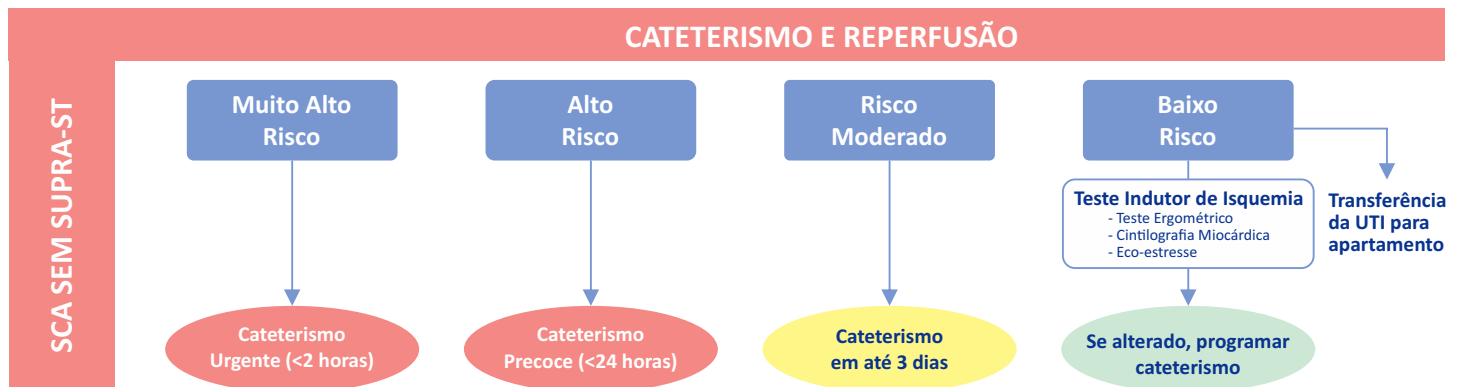 CATETERISMO E REPERFUSÃO
SCA SEM SUPRA-ST
Muito Alto
Risco
Alto
Risco
Risco
Moderado
Baixo
Risco
Teste Indutor de Isquemia
- Teste Ergométrico
- Cintilografia Miocárdica
- Eco-estresse
Transferência
da UTI para
apartamento
Cateterismo
Urgente (<2 horas)
Cateterismo
Precoce (<24 horas)
Cateterismo
em até 3 dias
Se alterado, programar
cateterismo